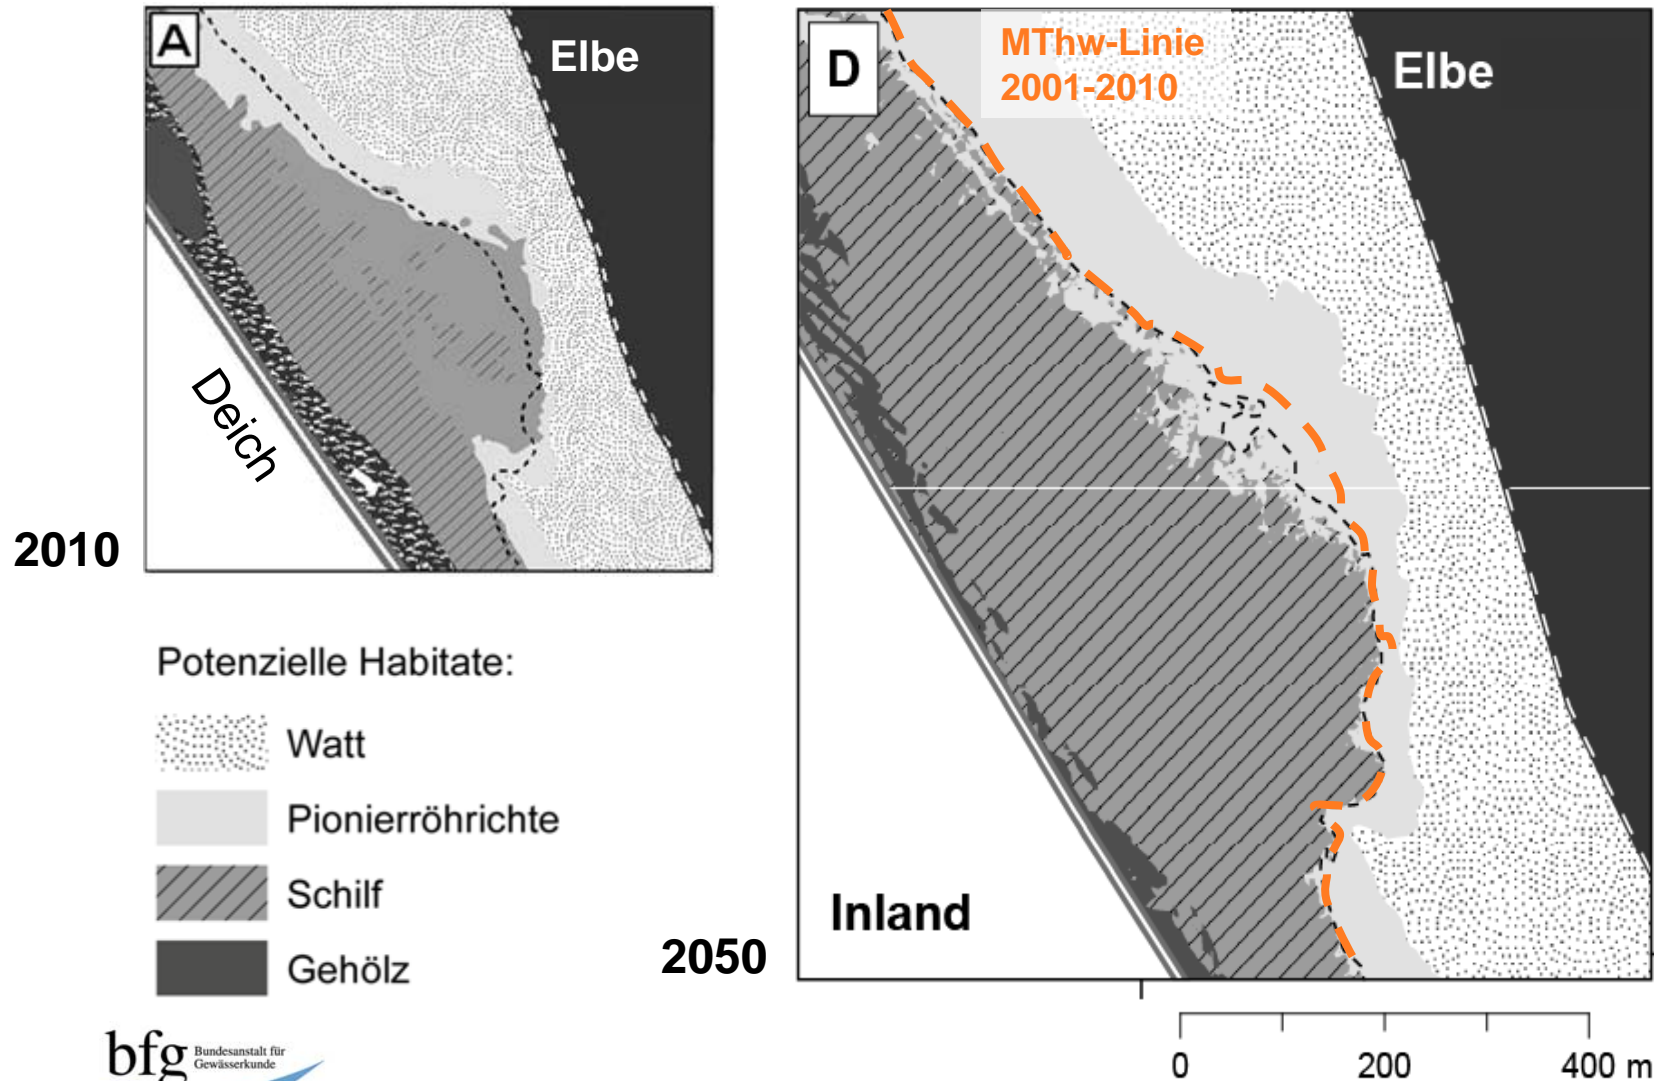 A
Elbe
Deich
2010
D
MThw-Linie
2001-2010
Elbe
Inland
2050
Potenzielle Habitate:
Watt
Pionierröhrichte
Schilf
Gehölz
0 200 400 m
bfg Bundesanstalt für
Gewässerkunde